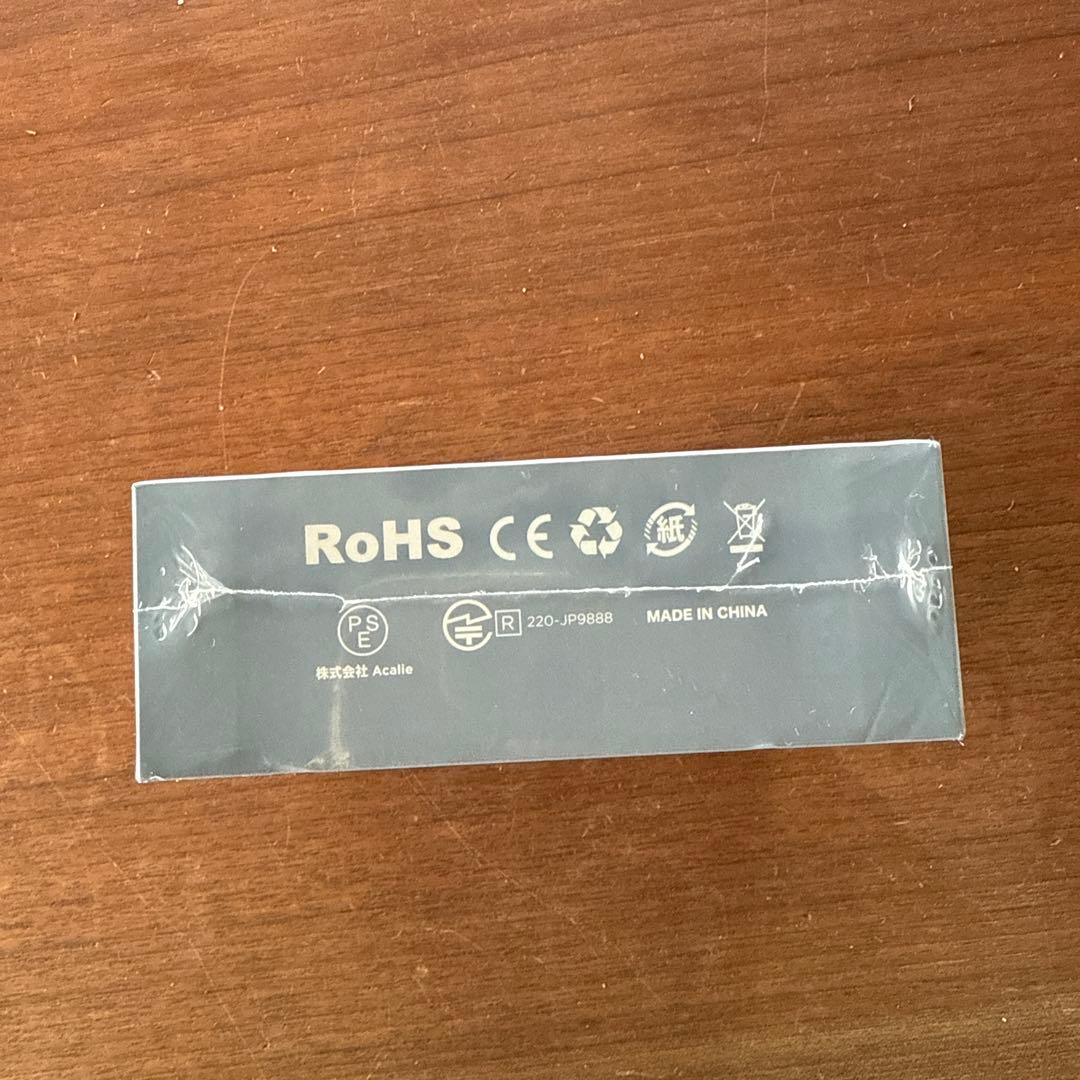 RoHS CE 紙
PSE R 220-JP9888 MADE IN CHINA
株式会社 Acalie